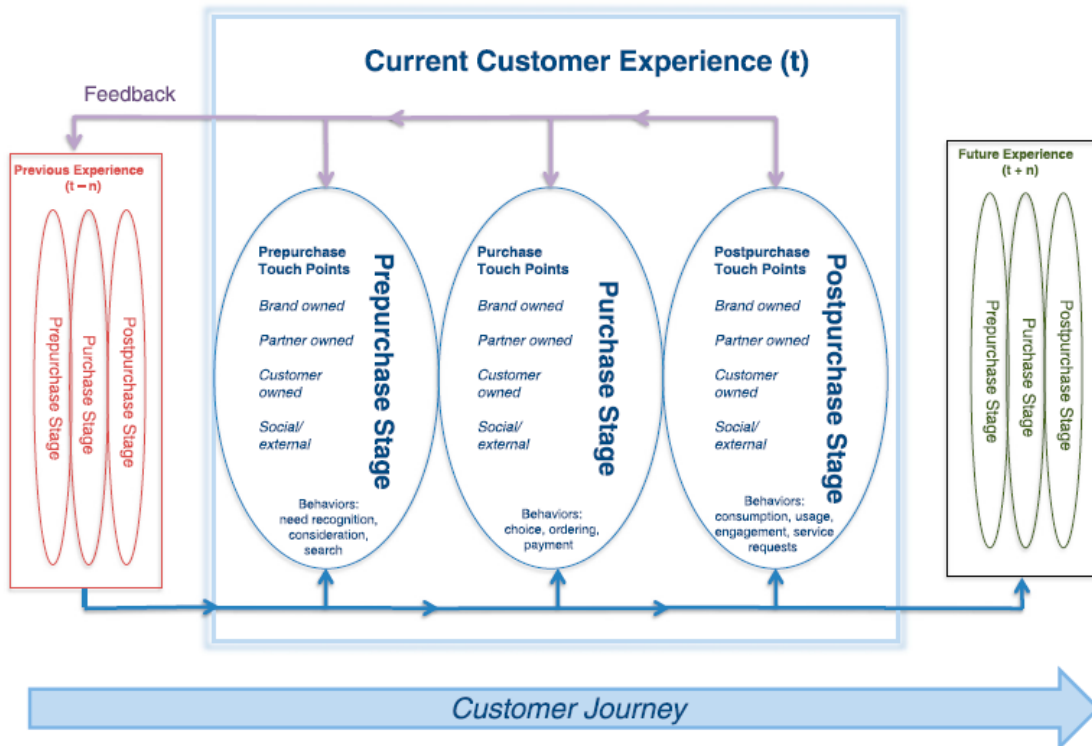 Current Customer Experience (t)
Feedback
Previous Experience
(t – n)
Prepurchase Stage
Purchase Stage
Postpurchase Stage
Prepurchase
Touch Points
Brand owned
Partner owned
Customer
owned
Social/
external
Prepurchase Stage
Behaviors:
need recognition,
consideration,
search
Purchase
Touch Points
Brand owned
Partner owned
Customer
owned
Social/
external
Purchase Stage
Behaviors:
choice, ordering,
payment
Postpurchase
Touch Points
Brand owned
Partner owned
Customer
owned
Social/
external
Postpurchase Stage
Behaviors:
consumption, usage,
engagement, service
requests
Future Experience
(t + n)
Prepurchase Stage
Purchase Stage
Postpurchase Stage
Customer Journey